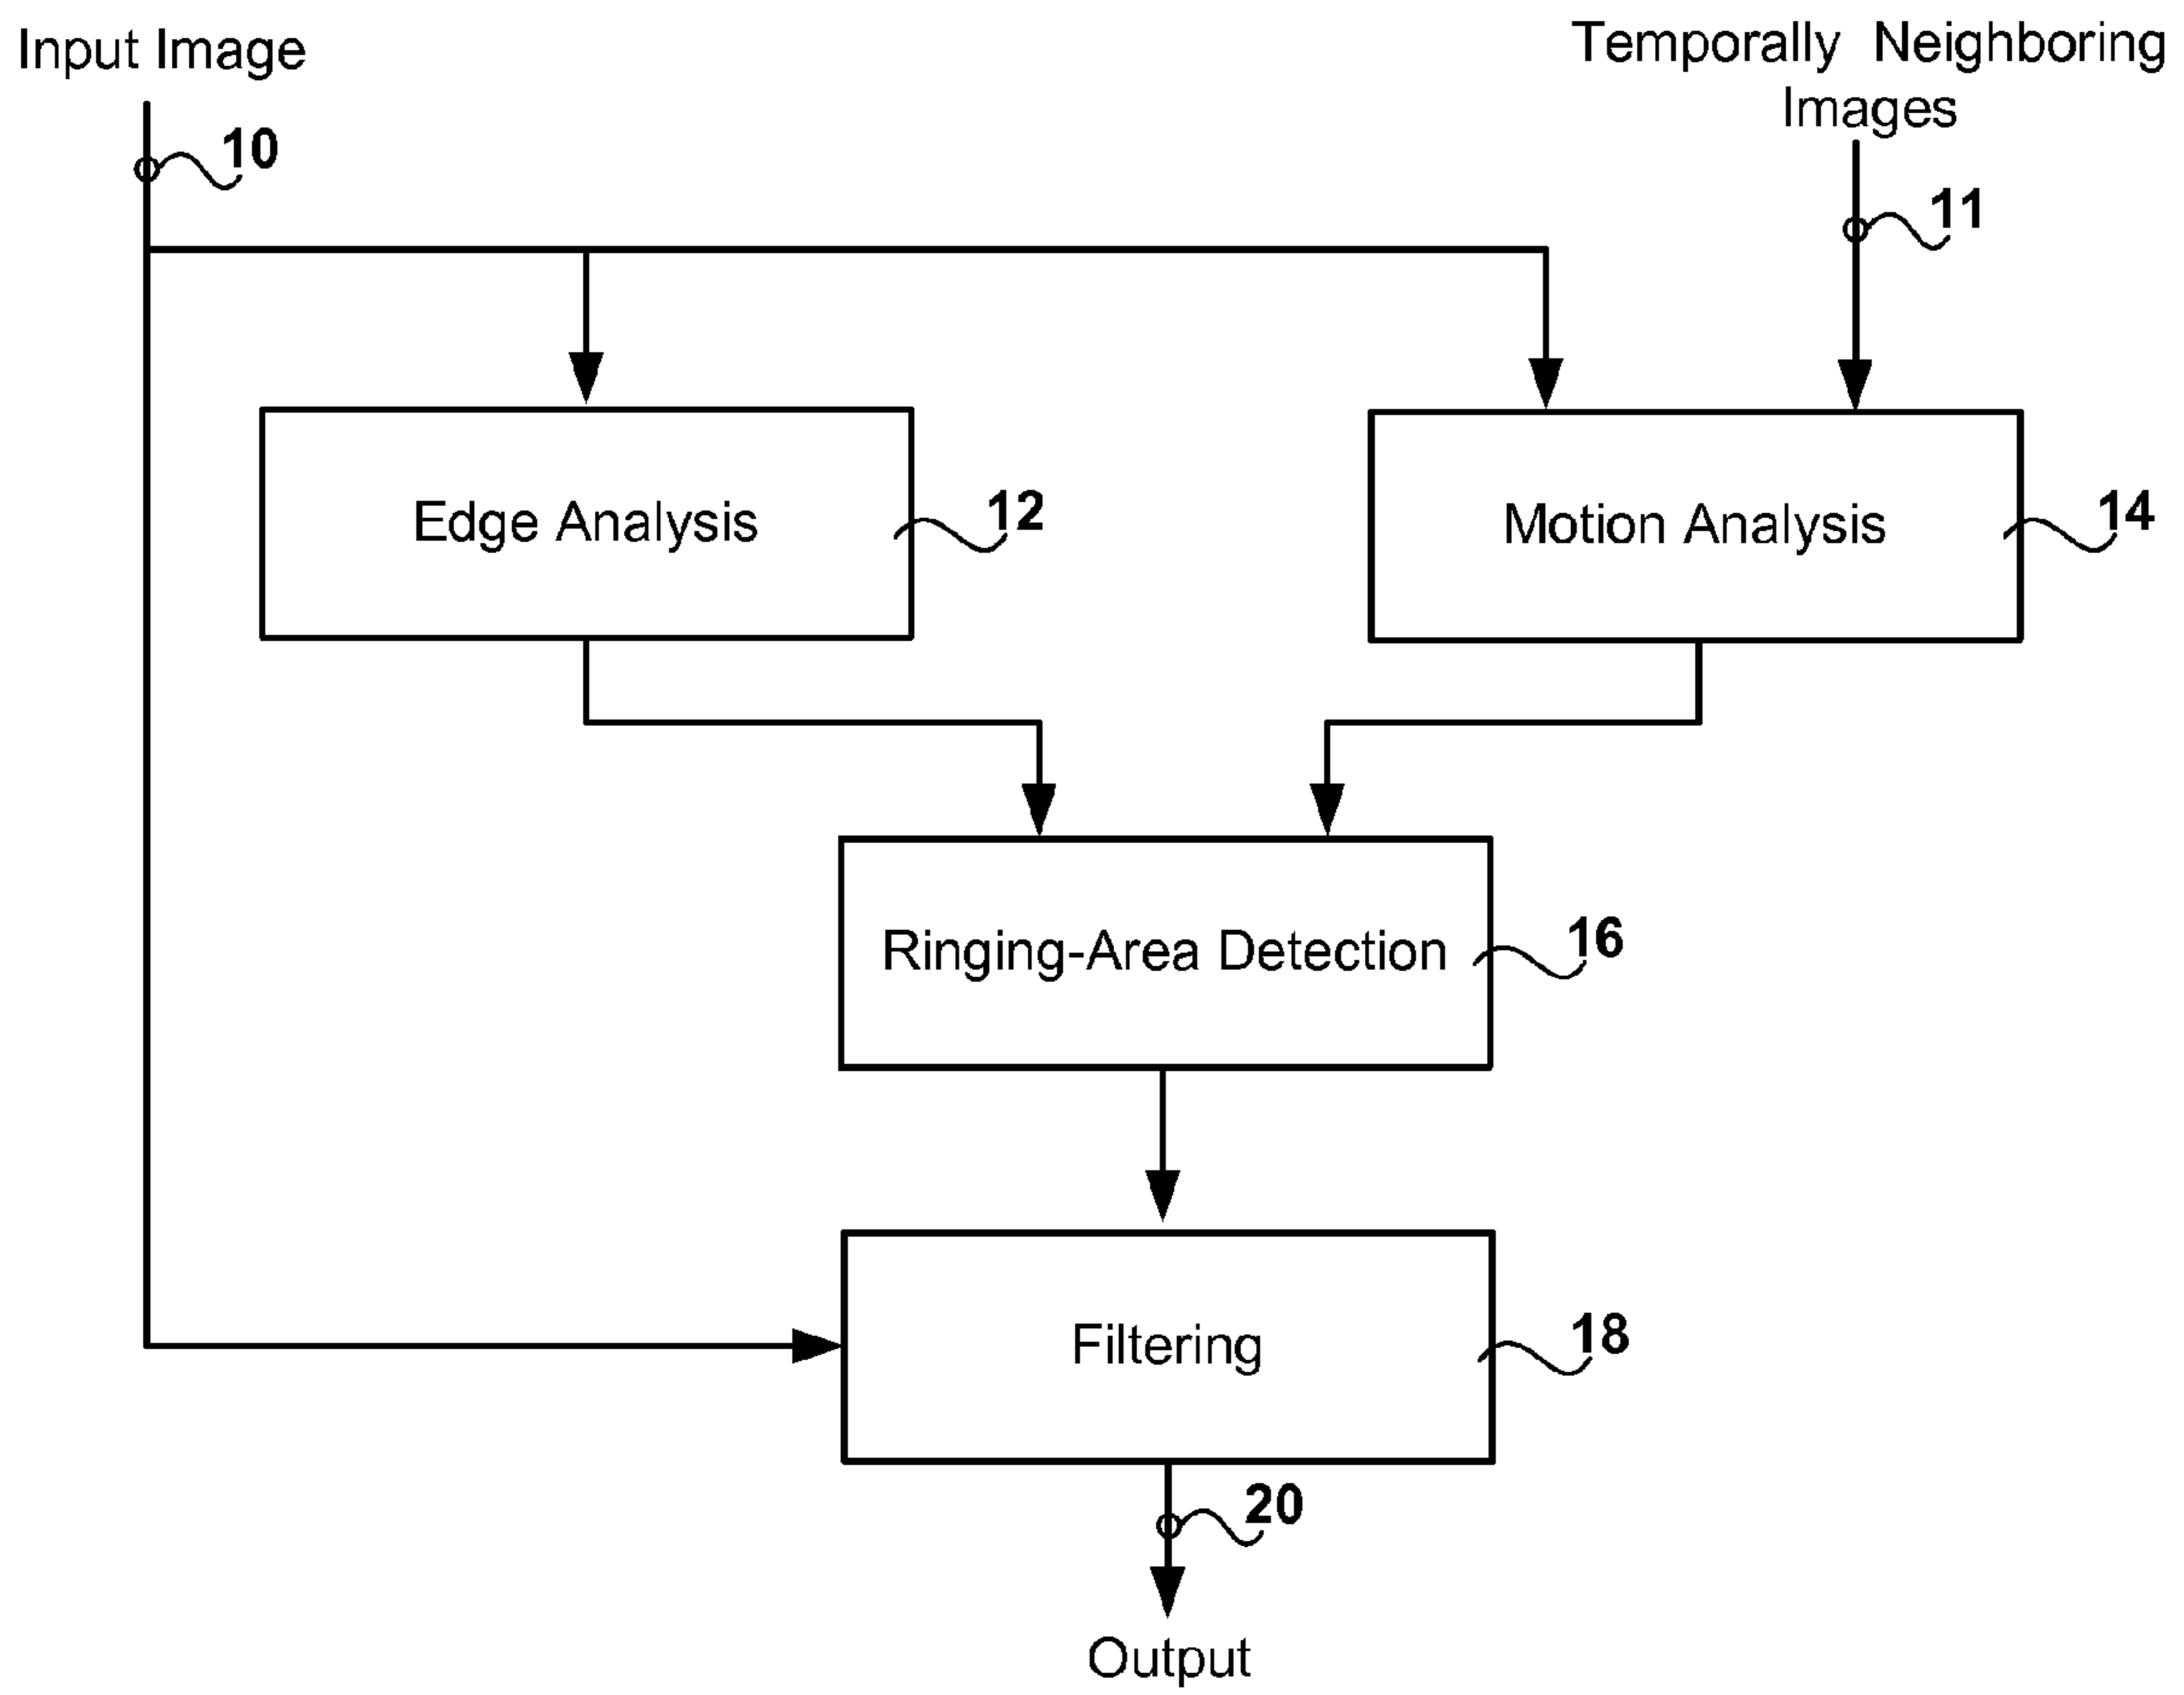 Input Image
Temporally Neighboring
Images
10
11
Edge Analysis
12
Motion Analysis
14
Ringing-Area Detection
16
Filtering
18
20
Output